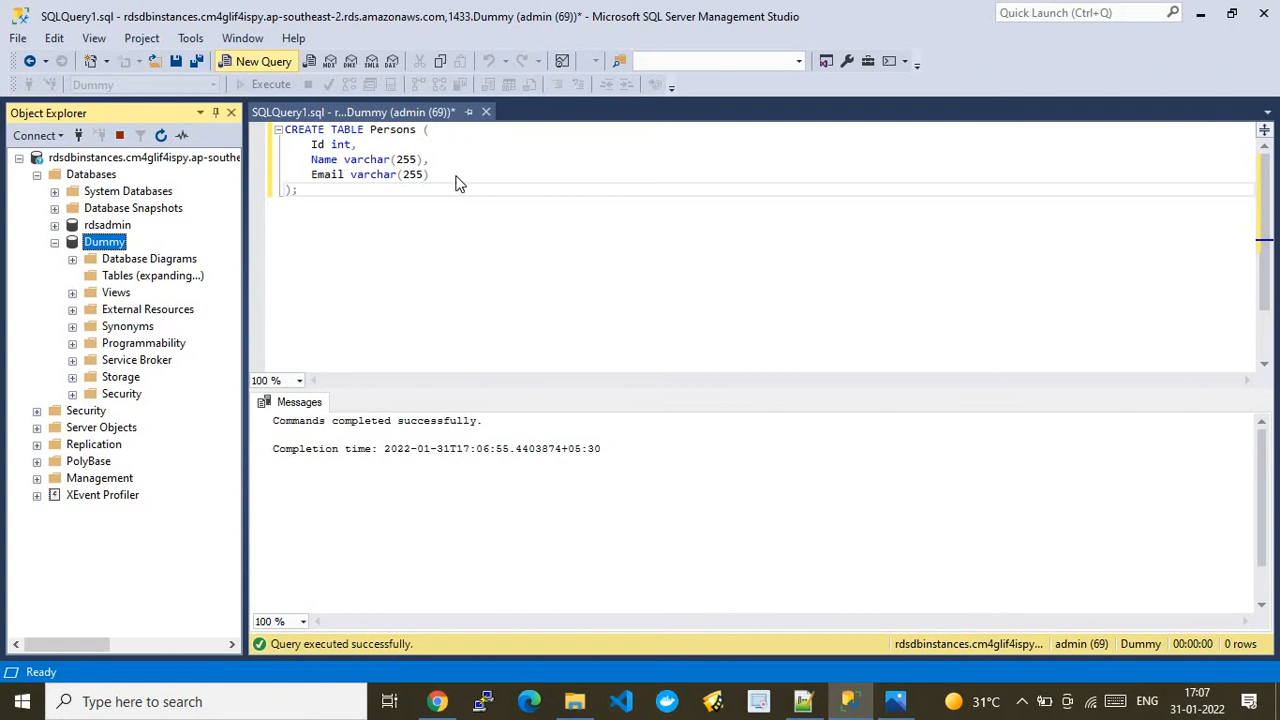 SQLQuery1.sql - rdsdbinstances.cm4glif4ispy.ap-southeast-2.rds.amazonaws.com,1433.Dummy (admin (69))* - Microsoft SQL Server Management Studio
Quick Launch (Ctrl+Q)
File Edit View Project Tools Window Help
New Query
Dummy
Execute
Object Explorer
SQLQuery1.sql - r...Dummy (admin (69))*
Connect
rdsdbinstances.cm4glif4ispy.ap-southe
Databases
System Databases
Database Snapshots
rdsadmin
Dummy
Database Diagrams
Tables (expanding...)
Views
External Resources
Synonyms
Programmability
Service Broker
Storage
Security
Security
Server Objects
Replication
PolyBase
Management
XEvent Profiler
CREATE TABLE Persons (
Id int,
Name varchar(255),
Email varchar(255)
);
100 %
Messages
Commands completed successfully.
Completion time: 2022-01-31T17:06:55.4403874+05:30
100 %
Query executed successfully.
rdsdbinstances.cm4glif4ispy... admin (69) Dummy 00:00:00 0 rows
Ready
Type here to search
31°C
ENG
17:07
31-01-2022